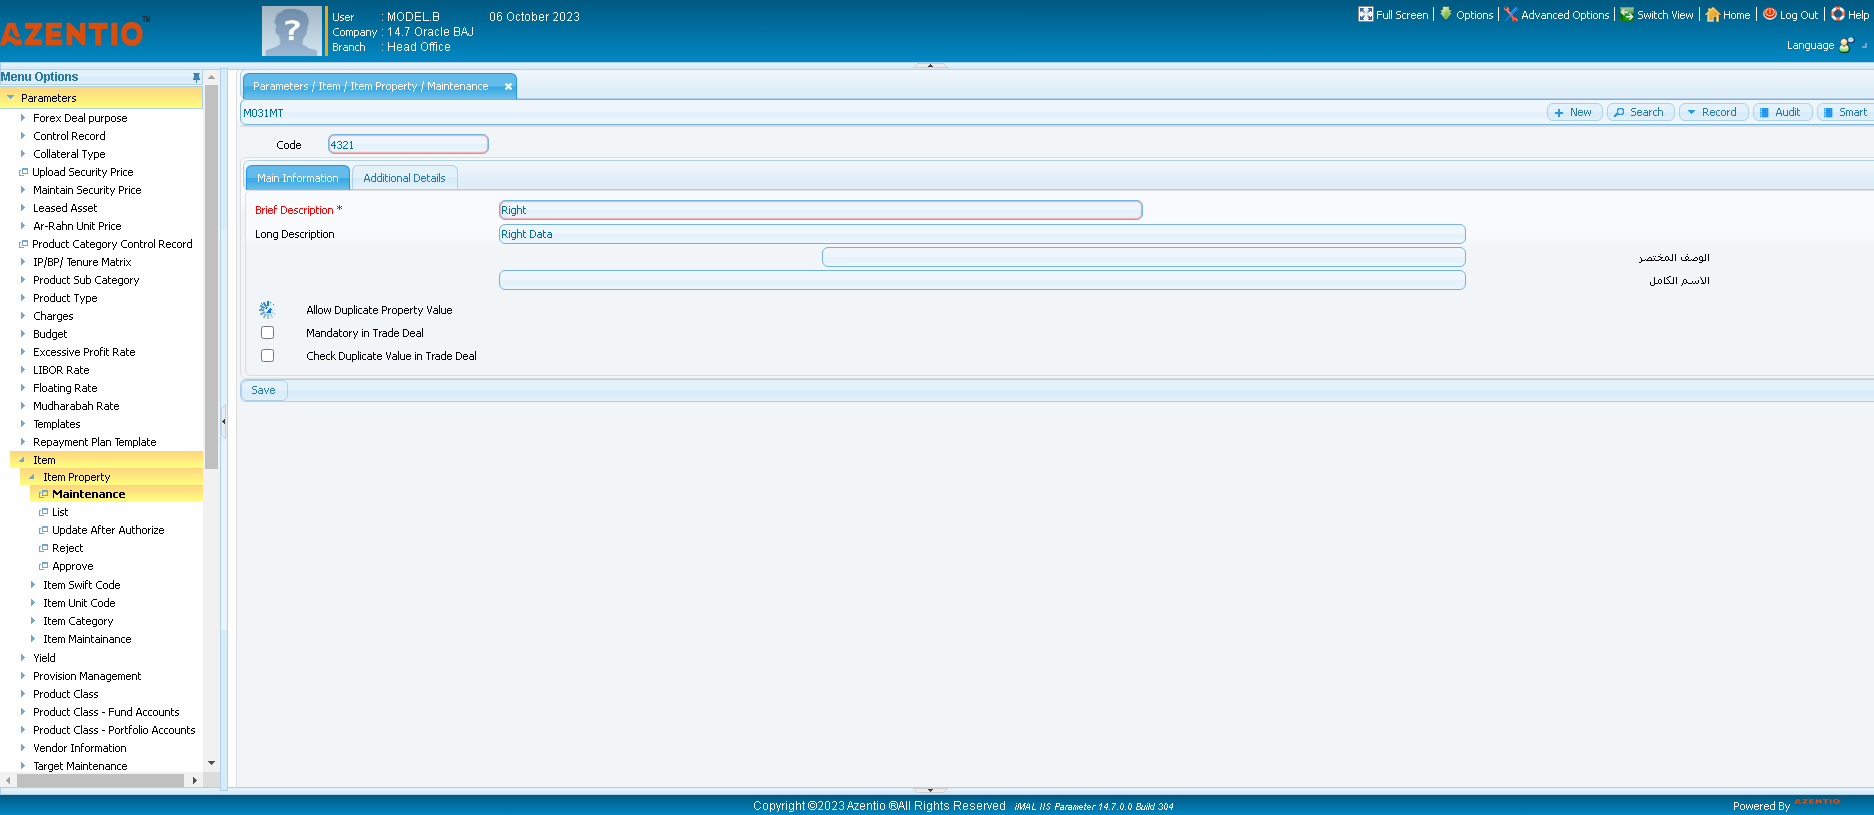 AZENTIO™
?
User : MODEL.B 06 October 2023
Company : 14.7 Oracle BAJ
Branch : Head Office
Full Screen | Options | Advanced Options | Switch View | Home | Log Out | Help
Language
Menu Options
Parameters
Forex Deal purpose
Control Record
Collateral Type
Upload Security Price
Maintain Security Price
Leased Asset
Ar-Rahn Unit Price
Product Category Control Record
IP/BP/ Tenure Matrix
Product Sub Category
Product Type
Charges
Budget
Excessive Profit Rate
LIBOR Rate
Floating Rate
Mudharabah Rate
Templates
Repayment Plan Template
Item
Item Property
Maintenance
List
Update After Authorize
Reject
Approve
Item Swift Code
Item Unit Code
Item Category
Item Maintainance
Yield
Provision Management
Product Class
Product Class - Fund Accounts
Product Class - Portfolio Accounts
Vendor Information
Target Maintenance
Parameters / Item / Item Property / Maintenance
M031MT
New Search Record Audit Smart
Code 4321
Main Information Additional Details
Brief Description * Right
Long Description Right Data
الوصف المختصر
الاسم الكامل
Allow Duplicate Property Value
Mandatory in Trade Deal
Check Duplicate Value in Trade Deal
Save
Copyright ©2023 Azentio ®All Rights Reserved iMAL IIS Parameter 14.7.0.0 Build 304
Powered By AZENTIO